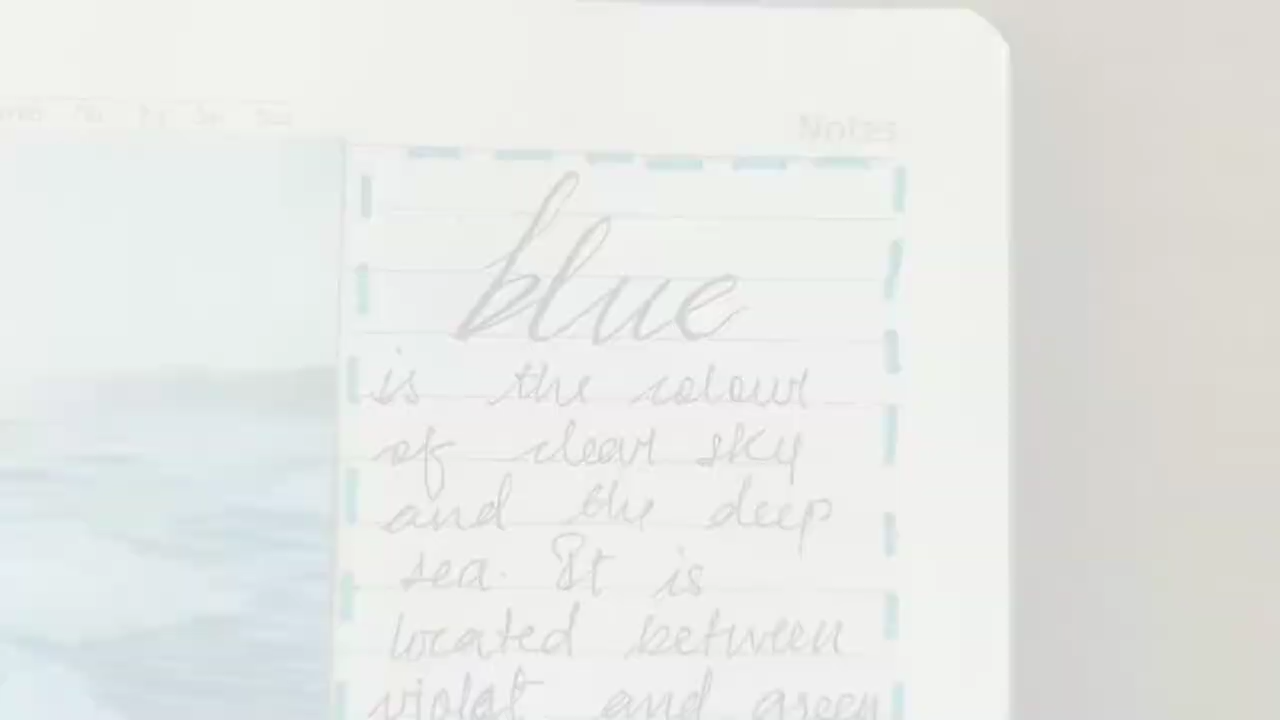 Notes
blue
is the colour
of clear sky
and the deep
sea. It is
located between
violet and green